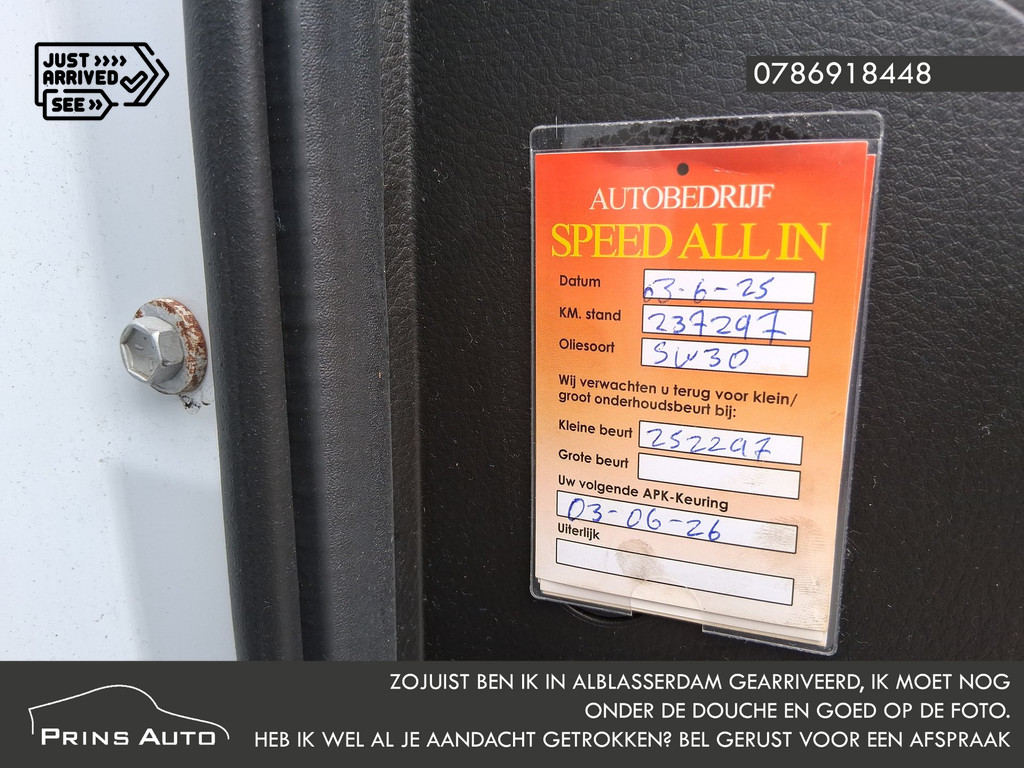 JUST »»
ARRIVED
SEE »
0786918448
AUTOBEDRIJF
SPEED ALL IN
Datum 03-6-25
KM. stand 237297
Oliesoort 5W30
Wij verwachten u terug voor klein/
groot onderhoudsbeurt bij:
Kleine beurt 252297
Grote beurt
Uw volgende APK-Keuring
03-06-26
Uiterlijk
ZOJUIST BEN IK IN ALBLASSERDAM GEARRIVEERD, IK MOET NOG
ONDER DE DOUCHE EN GOED OP DE FOTO.
PRINS AUTO
HEB IK WEL AL JE AANDACHT GETROKKEN? BEL GERUST VOOR EEN AFSPRAAK